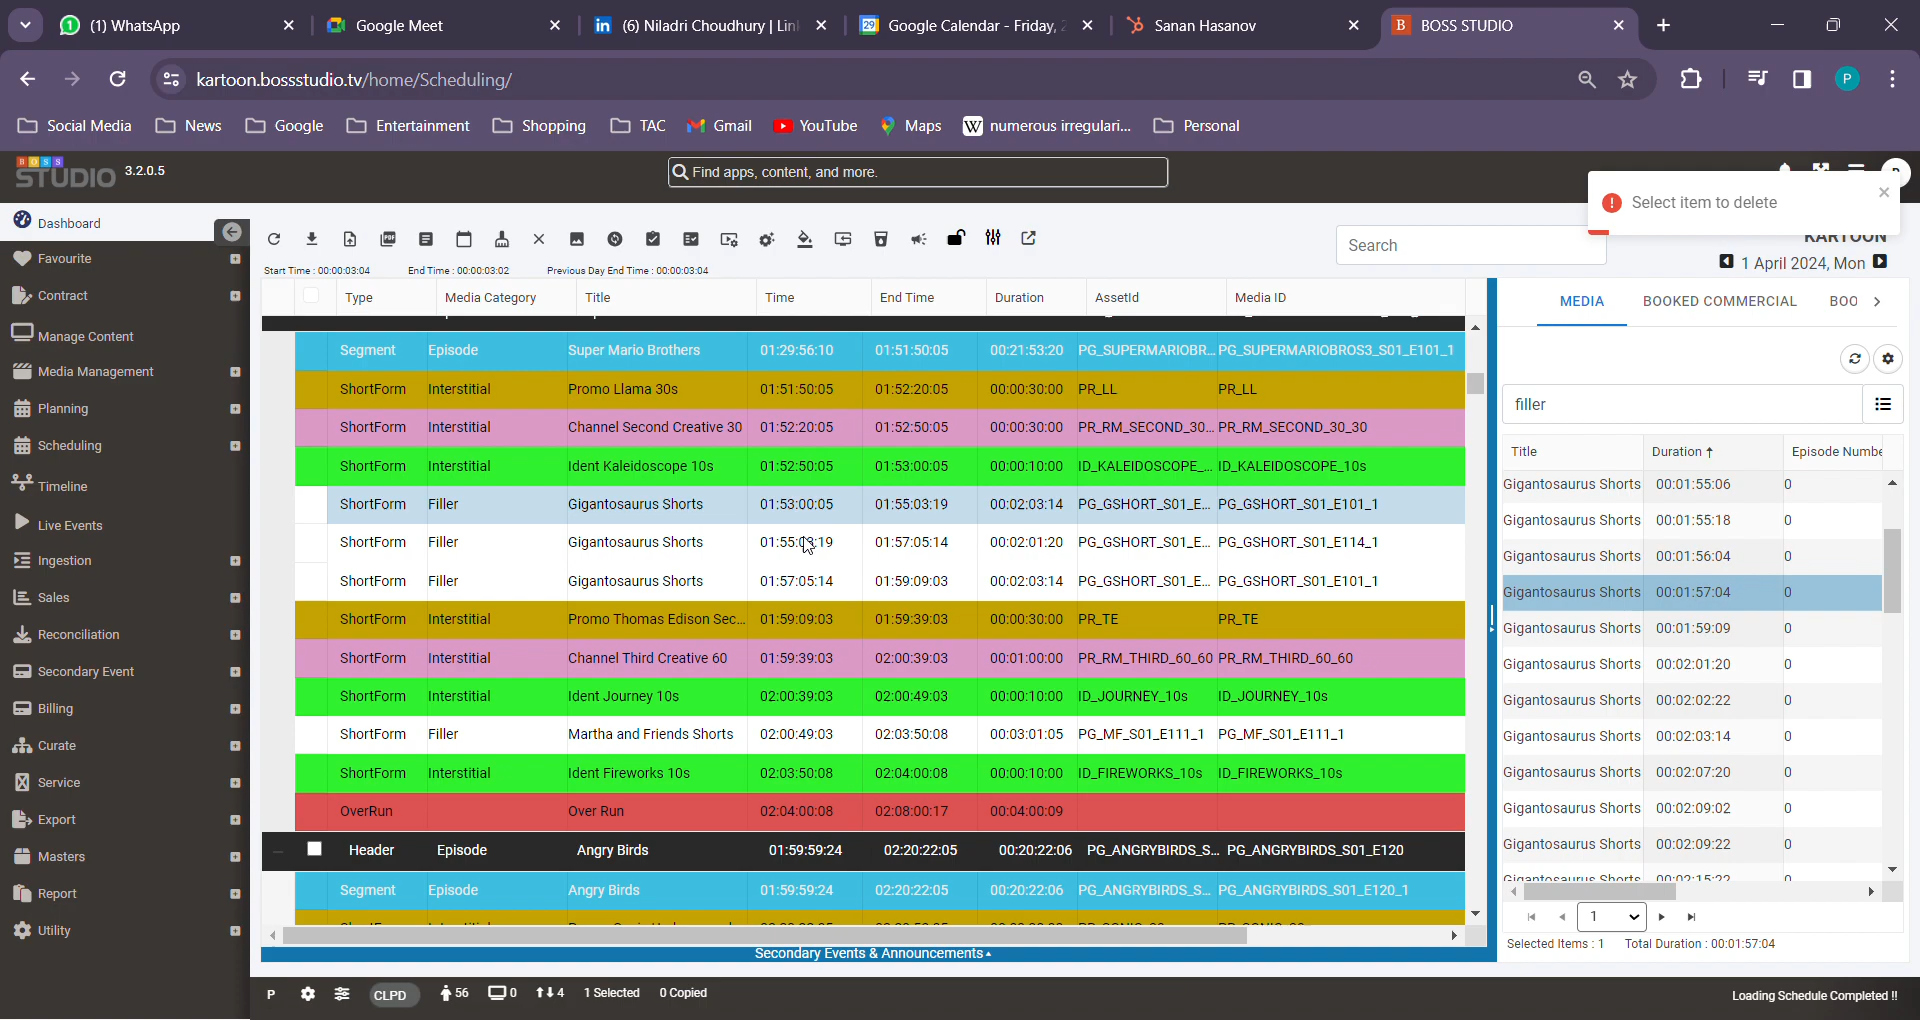 (1) WhatsApp
Google Meet
(6) Niladri Choudhury | Lin
Google Calendar - Friday, 2
Sanan Hasanov
BOSS STUDIO
kartoon.bossstudio.tv/home/Scheduling/
P
Social Media News Google Entertainment Shopping TAC Gmail YouTube Maps numerous irregulari... Personal
BOSS STUDIO 3.2.0.5
Find apps, content, and more.
Select item to delete
Dashboard
Favourite
Contract
Manage Content
Media Management
Planning
Scheduling
Timeline
Live Events
Ingestion
Sales
Reconciliation
Secondary Event
Billing
Curate
Service
Export
Masters
Report
Utility
Search
KARTOON
1 April 2024, Mon
Start Time : 00:00:03:04 End Time : 00:00:03:02 Previous Day End Time : 00:00:03:04
Type Media Category Title Time End Time Duration AssetId Media ID
Segment Episode Super Mario Brothers 01:29:56:10 01:51:50:05 00:21:53:20 PG_SUPERMARIOBR... PG_SUPERMARIOBROS3_S01_E101_1
ShortForm Interstitial Promo Llama 30s 01:51:50:05 01:52:20:05 00:00:30:00 PR_LL PR_LL
ShortForm Interstitial Channel Second Creative 30 01:52:20:05 01:52:50:05 00:00:30:00 PR_RM_SECOND_30... PR_RM_SECOND_30_30
ShortForm Interstitial Ident Kaleidoscope 10s 01:52:50:05 01:53:00:05 00:00:10:00 ID_KALEIDOSCOPE_... ID_KALEIDOSCOPE_10s
ShortForm Filler Gigantosaurus Shorts 01:53:00:05 01:55:03:19 00:02:03:14 PG_GSHORT_S01_E... PG_GSHORT_S01_E101_1
ShortForm Filler Gigantosaurus Shorts 01:55:03:19 01:57:05:14 00:02:01:20 PG_GSHORT_S01_E... PG_GSHORT_S01_E114_1
ShortForm Filler Gigantosaurus Shorts 01:57:05:14 01:59:09:03 00:02:03:14 PG_GSHORT_S01_E... PG_GSHORT_S01_E101_1
ShortForm Interstitial Promo Thomas Edison Sec... 01:59:09:03 01:59:39:03 00:00:30:00 PR_TE PR_TE
ShortForm Interstitial Channel Third Creative 60 01:59:39:03 02:00:39:03 00:01:00:00 PR_RM_THIRD_60_60 PR_RM_THIRD_60_60
ShortForm Interstitial Ident Journey 10s 02:00:39:03 02:00:49:03 00:00:10:00 ID_JOURNEY_10s ID_JOURNEY_10s
ShortForm Filler Martha and Friends Shorts 02:00:49:03 02:03:50:08 00:03:01:05 PG_MF_S01_E111_1 PG_MF_S01_E111_1
ShortForm Interstitial Ident Fireworks 10s 02:03:50:08 02:04:00:08 00:00:10:00 ID_FIREWORKS_10s ID_FIREWORKS_10s
OverRun Over Run 02:04:00:08 02:08:00:17 00:04:00:09
Header Episode Angry Birds 01:59:59:24 02:20:22:05 00:20:22:06 PG_ANGRYBIRDS_S... PG_ANGRYBIRDS_S01_E120
Segment Episode Angry Birds 01:59:59:24 02:20:22:05 00:20:22:06 PG_ANGRYBIRDS_S... PG_ANGRYBIRDS_S01_E120_1
Secondary Events & Announcements
MEDIA BOOKED COMMERCIAL BOO
filler
Title Duration Episode Numbe
Gigantosaurus Shorts 00:01:55:06 0
Gigantosaurus Shorts 00:01:55:18 0
Gigantosaurus Shorts 00:01:56:04 0
Gigantosaurus Shorts 00:01:57:04 0
Gigantosaurus Shorts 00:01:59:09 0
Gigantosaurus Shorts 00:02:01:20 0
Gigantosaurus Shorts 00:02:02:22 0
Gigantosaurus Shorts 00:02:03:14 0
Gigantosaurus Shorts 00:02:07:20 0
Gigantosaurus Shorts 00:02:09:02 0
Gigantosaurus Shorts 00:02:09:22 0
Gigantosaurus Shorts 00:02:15:22 0
1
Selected Items : 1 Total Duration : 00:01:57:04
P CLPD 56 0 4 1 Selected 0 Copied
Loading Schedule Completed !!